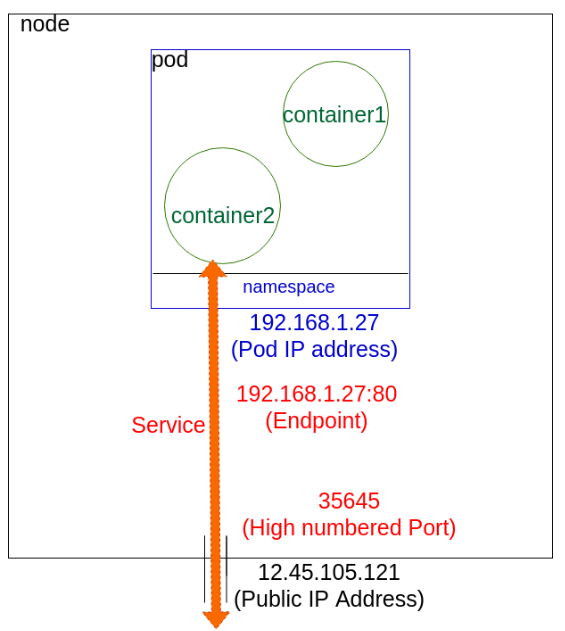 node
pod
container1
container2
namespace
192.168.1.27
(Pod IP address)
192.168.1.27:80
(Endpoint)
Service
35645
(High numbered Port)
12.45.105.121
(Public IP Address)